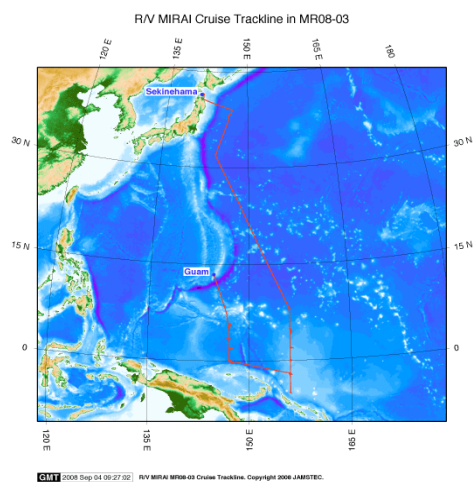 R/V MIRAI Cruise Trackline in MR08-03
120 E
135 E
150 E
165 E
180
Sekinehama
30 N
30 N
15 N
15 N
Guam
0
0
120 E
135 E
150 E
165 E
GMT 2008 Sep 04 09:27:02 R/V MIRAI MR08-03 Cruise Trackline. Copyright 2008 JAMSTEC.